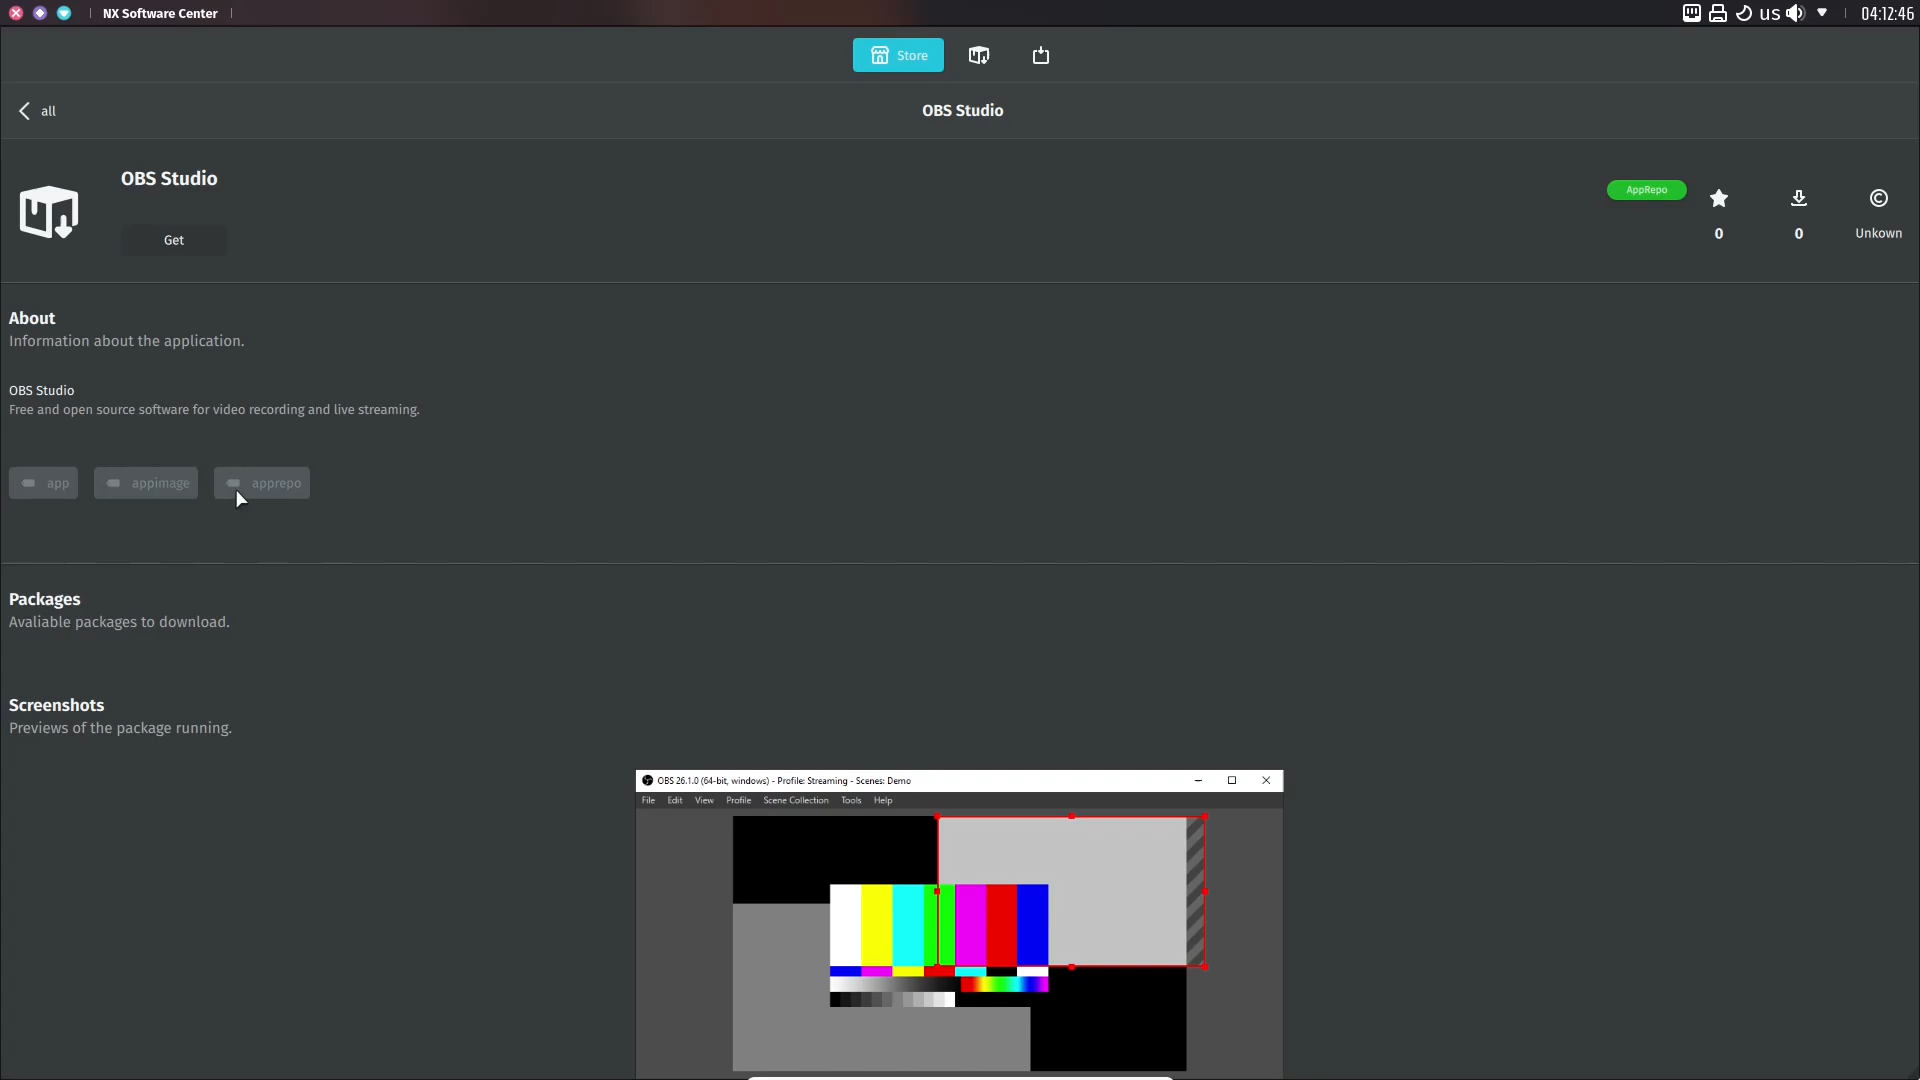 NX Software Center
us
04:12:46
Store
all
OBS Studio
OBS Studio
Get
AppRepo
0
0
Unkown
About
Information about the application.
OBS Studio
Free and open source software for video recording and live streaming.
app
appimage
apprepo
Packages
Avaliable packages to download.
Screenshots
Previews of the package running.
OBS 26.1.0 (64-bit, windows) - Profile: Streaming - Scenes: Demo
File Edit View Profile Scene Collection Tools Help